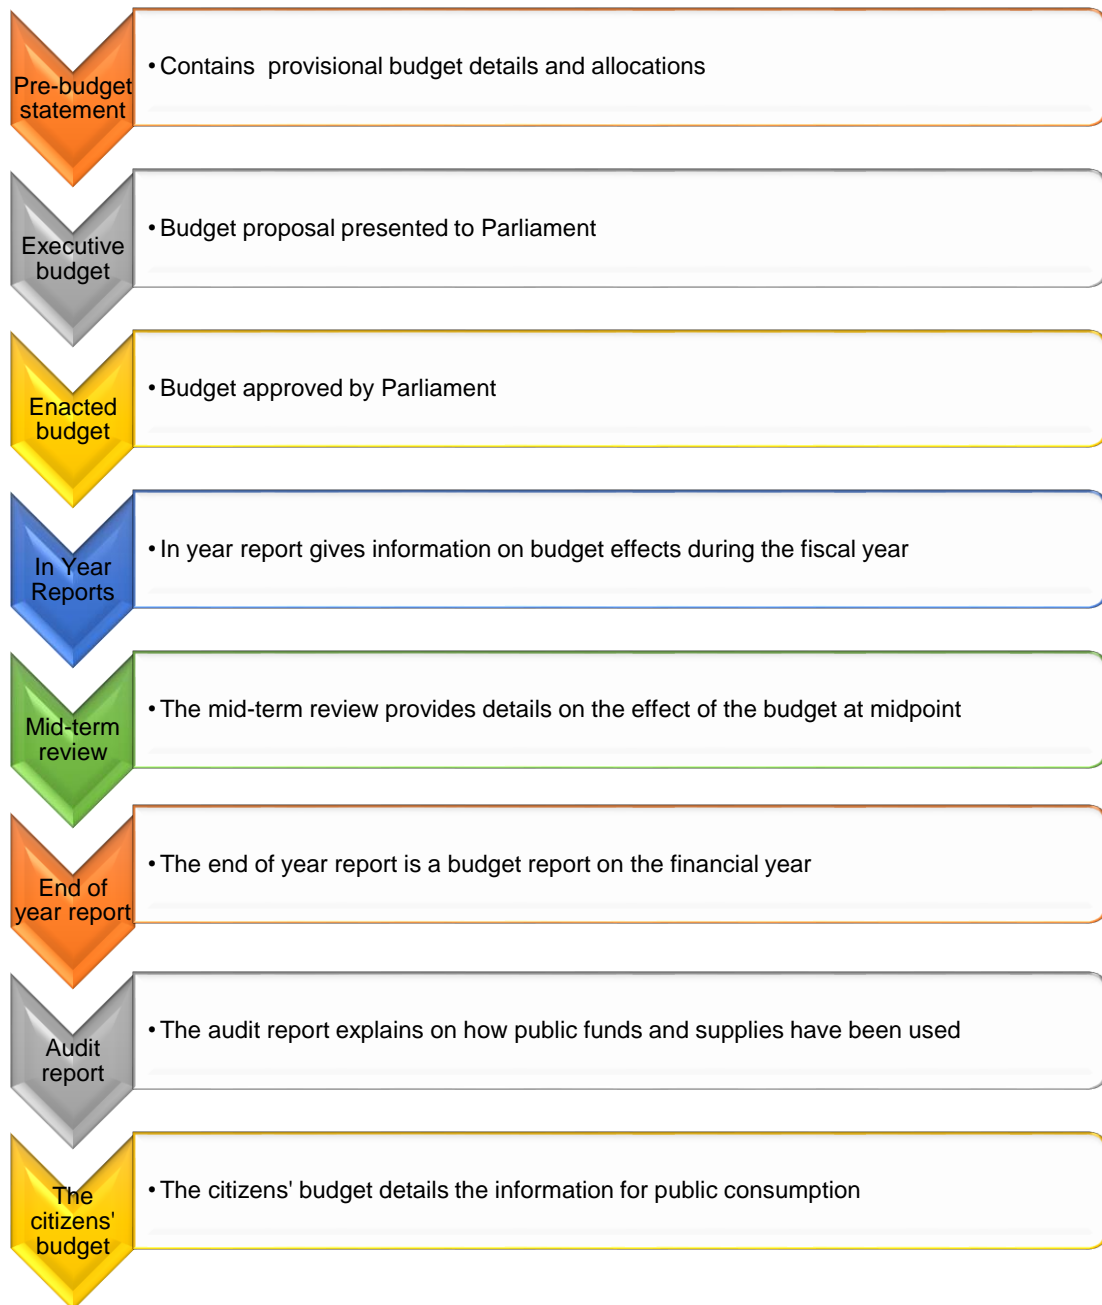 Pre-budget
statement
• Contains  provisional budget details and allocations
Executive
budget
• Budget proposal presented to Parliament
Enacted
budget
• Budget approved by Parliament
In Year
Reports
• In year report gives information on budget effects during the fiscal year
Mid-term
review
• The mid-term review provides details on the effect of the budget at midpoint
End of
year report
• The end of year report is a budget report on the financial year
Audit
report
• The audit report explains on how public funds and supplies have been used
The
citizens'
budget
• The citizens' budget details the information for public consumption